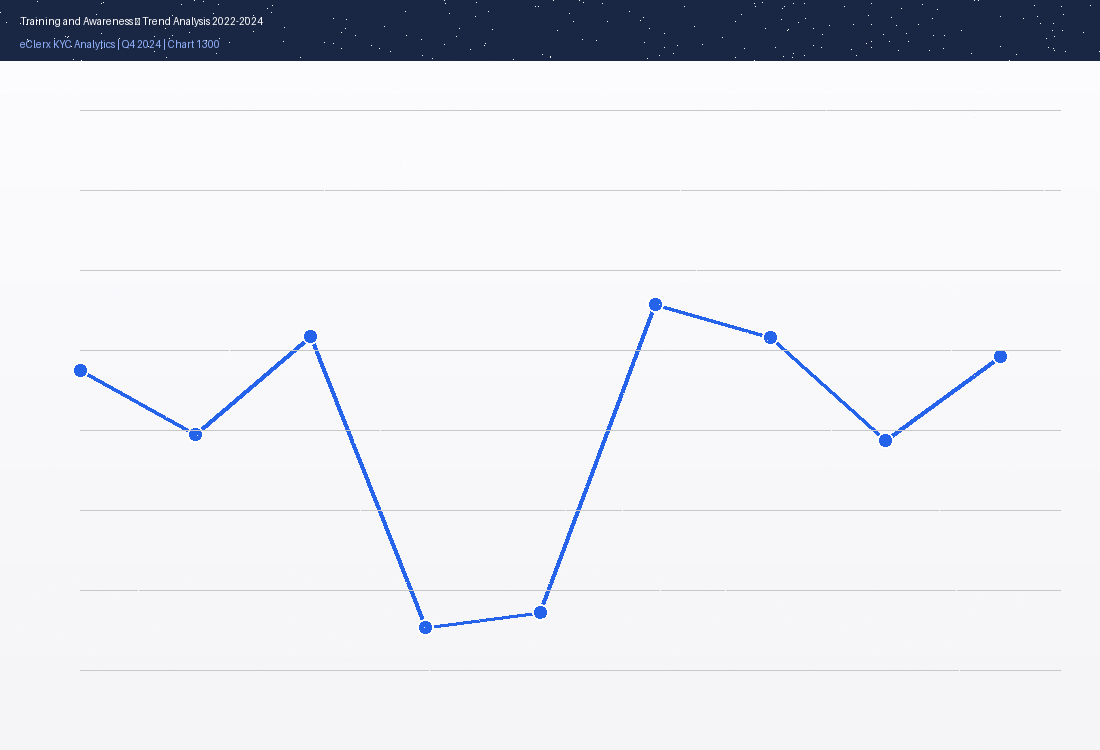 Training and Awareness▯ Trend Analysis 2022-2024
eClerx KYC Analytics | Q4 2024 | Chart 1300